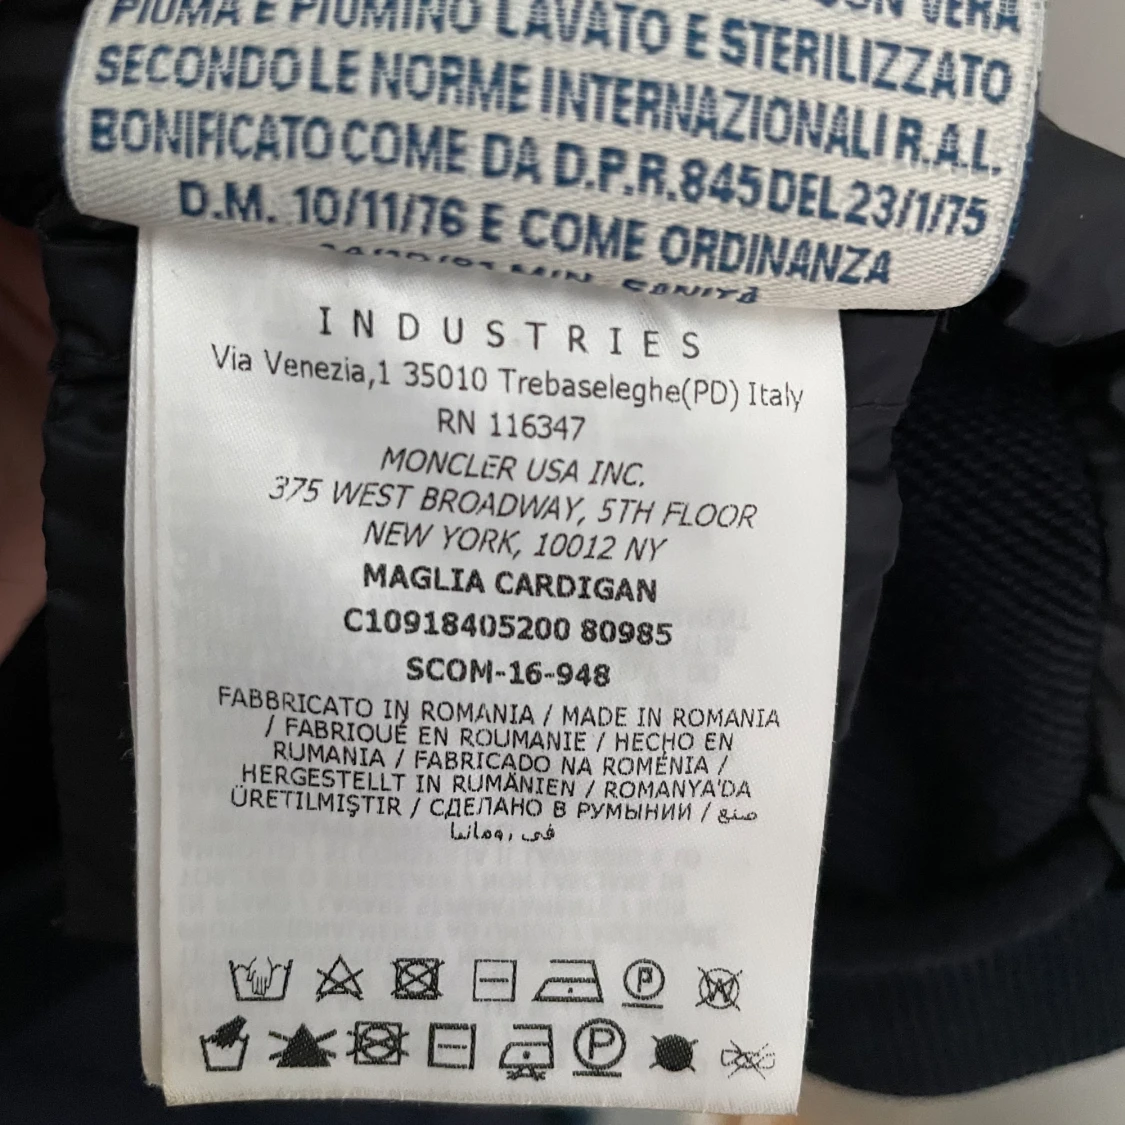 PIUMA E PIUMINO LAVATO E STERILIZZATO
SECONDO LE NORME INTERNAZIONALI R.A.L.
BONIFICATO COME DA D.P.R.845 DEL 23/1/75
D.M. 10/11/76 E COME ORDINANZA
MIN. SANITÀ
INDUSTRIES
Via Venezia,1 35010 Trebaseleghe(PD) Italy
RN 116347
MONCLER USA INC.
375 WEST BROADWAY, 5TH FLOOR
NEW YORK, 10012 NY
MAGLIA CARDIGAN
C10918405200 80985
SCOM-16-948
FABBRICATO IN ROMANIA / MADE IN ROMANIA
/ FABRIQUÉ EN ROUMANIE / HECHO EN
RUMANIA / FABRICADO NA ROMÉNIA /
HERGESTELLT IN RUMÄNIEN / ROMANYA'DA
ÜRETILMIŞTIR / СДЕЛАНО В РУМЫНИИ / صنع
في رومانيا